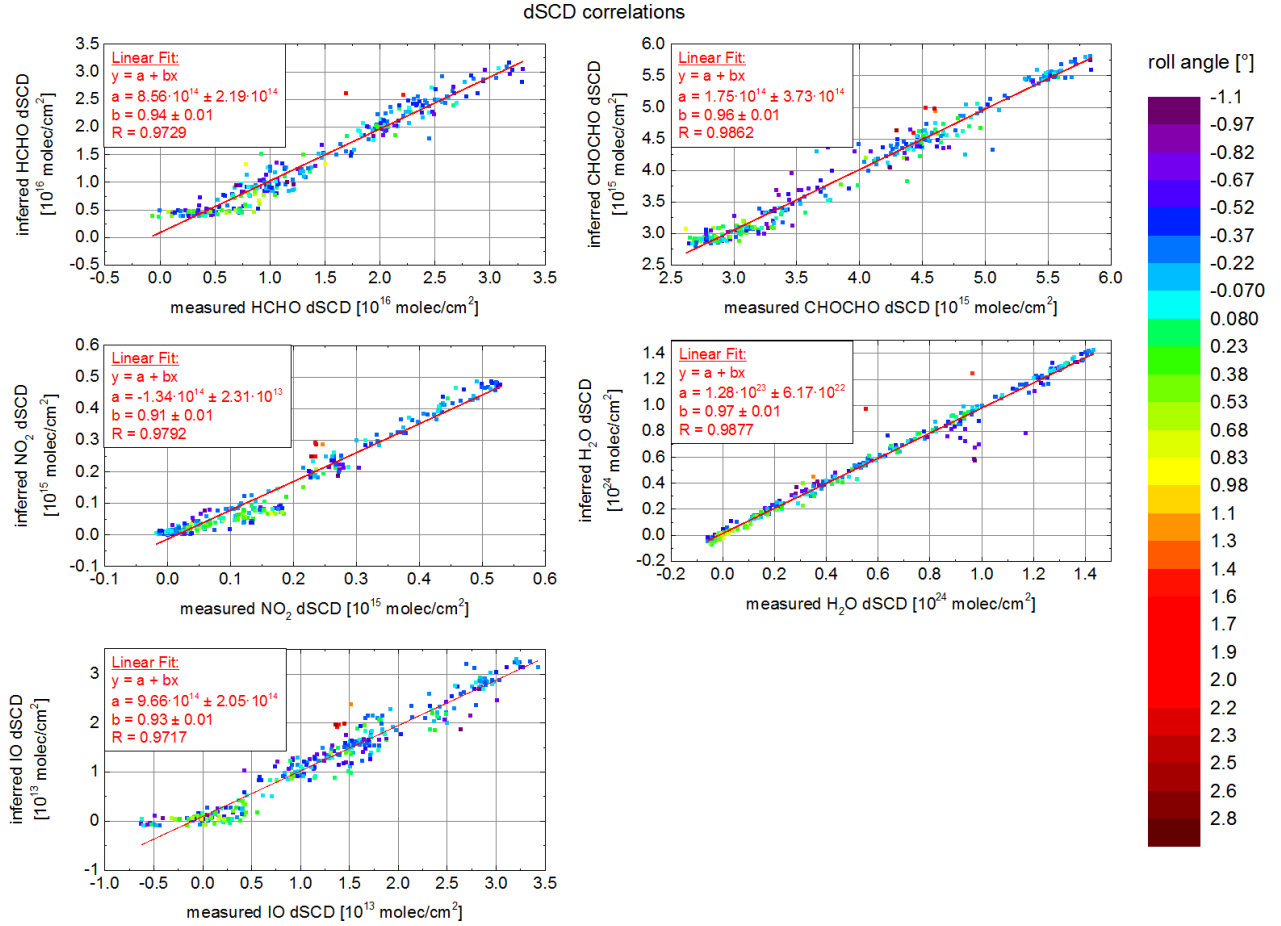 dSCD correlations
3.5
3.0
2.5
2.0
1.5
1.0
0.5
0.0
-0.5
inferred HCHO dSCD
[10¹⁶ molec/cm²]
Linear Fit:
y = a + bx
a = 8.56·10¹⁴ ± 2.19·10¹⁴
b = 0.94 ± 0.01
R = 0.9729
-0.5 0.0 0.5 1.0 1.5 2.0 2.5 3.0 3.5
measured HCHO dSCD [10¹⁶ molec/cm²]
6.0
5.5
5.0
4.5
4.0
3.5
3.0
2.5
inferred CHOCHO dSCD
[10¹⁵ molec/cm²]
Linear Fit:
y = a + bx
a = 1.75·10¹⁴ ± 3.73·10¹⁴
b = 0.96 ± 0.01
R = 0.9862
2.5 3.0 3.5 4.0 4.5 5.0 5.5 6.0
measured CHOCHO dSCD [10¹⁵ molec/cm²]
0.6
0.5
0.4
0.3
0.2
0.1
0.0
-0.1
inferred NO₂ dSCD
[10¹⁵ molec/cm²]
Linear Fit:
y = a + bx
a = -1.34·10¹⁴ ± 2.31·10¹³
b = 0.91 ± 0.01
R = 0.9792
-0.1 0.0 0.1 0.2 0.3 0.4 0.5 0.6
measured NO₂ dSCD [10¹⁵ molec/cm²]
1.4
1.2
1.0
0.8
0.6
0.4
0.2
0.0
-0.2
inferred H₂O dSCD
[10²⁴ molec/cm²]
Linear Fit:
y = a + bx
a = 1.28·10²³ ± 6.17·10²²
b = 0.97 ± 0.01
R = 0.9877
-0.2 0.0 0.2 0.4 0.6 0.8 1.0 1.2 1.4
measured H₂O dSCD [10²⁴ molec/cm²]
3
2
1
0
-1
inferred IO dSCD
[10¹³ molec/cm²]
Linear Fit:
y = a + bx
a = 9.66·10¹⁴ ± 2.05·10¹⁴
b = 0.93 ± 0.01
R = 0.9717
-1.0 -0.5 0.0 0.5 1.0 1.5 2.0 2.5 3.0 3.5
measured IO dSCD [10¹³ molec/cm²]
roll angle [°]
-1.1
-0.97
-0.82
-0.67
-0.52
-0.37
-0.22
-0.070
0.080
0.23
0.38
0.53
0.68
0.83
0.98
1.1
1.3
1.4
1.6
1.7
1.9
2.0
2.2
2.3
2.5
2.6
2.8